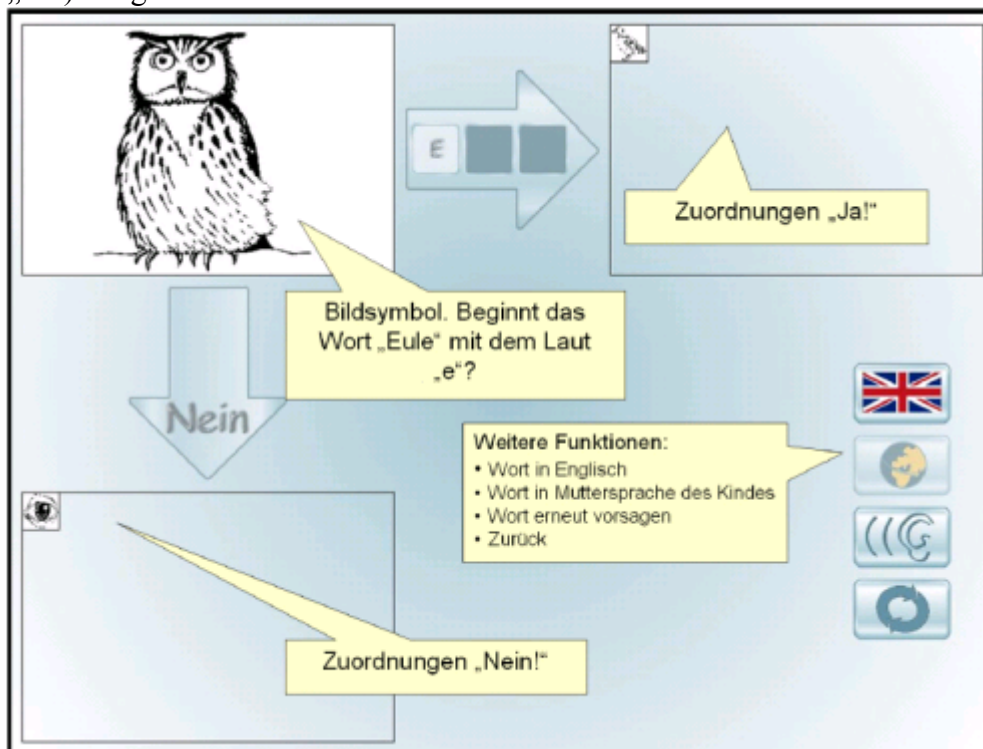 E
Zuordnungen „Ja!“
Bildsymbol. Beginnt das
Wort „Eule“ mit dem Laut
„e“?
Nein
Weitere Funktionen:
• Wort in Englisch
• Wort in Muttersprache des Kindes
• Wort erneut vorsagen
• Zurück
Zuordnungen „Nein!“